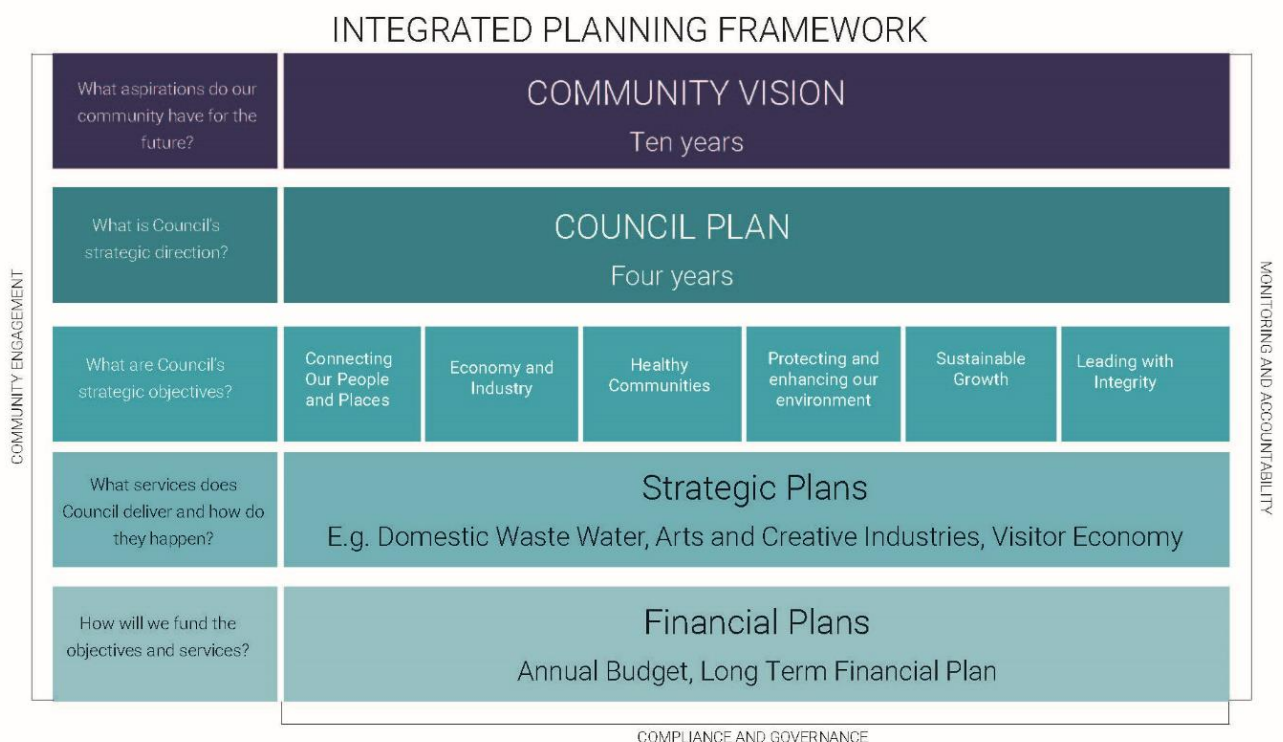 INTEGRATED PLANNING FRAMEWORK
COMMUNITY ENGAGEMENT
What aspirations do our
community have for the
future?
COMMUNITY VISION
Ten years
What is Council's
strategic direction?
COUNCIL PLAN
Four years
What are Council's
strategic objectives?
Connecting
Our People
and Places
Economy and
Industry
Healthy
Communities
Protecting and
enhancing our
environment
Sustainable
Growth
Leading with
Integrity
What services does
Council deliver and how do
they happen?
Strategic Plans
E.g. Domestic Waste Water, Arts and Creative Industries, Visitor Economy
How will we fund the
objectives and services?
Financial Plans
Annual Budget, Long Term Financial Plan
MONITORING AND ACCOUNTABILITY
COMPLIANCE AND GOVERNANCE